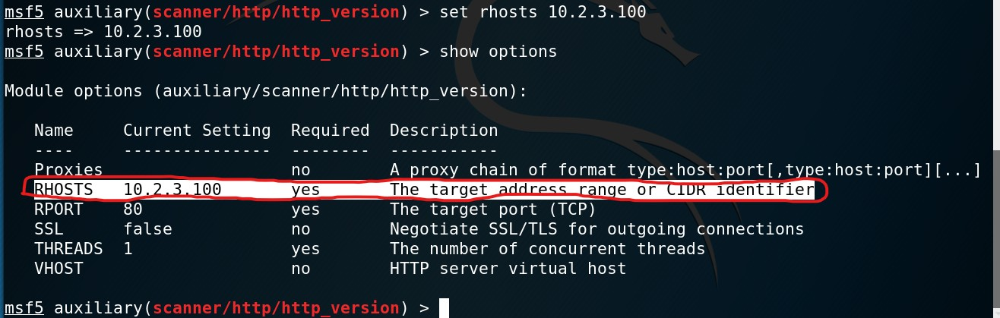 msf5 auxiliary(scanner/http/http_version) > set rhosts 10.2.3.100
rhosts => 10.2.3.100
msf5 auxiliary(scanner/http/http_version) > show options
Module options (auxiliary/scanner/http/http_version):
Name Current Setting Required Description
---- --------------- -------- -----------
Proxies no A proxy chain of format type:host:port[,type:host:port][...]
RHOSTS 10.2.3.100 yes The target address range or CIDR identifier
RPORT 80 yes The target port (TCP)
SSL false no Negotiate SSL/TLS for outgoing connections
THREADS 1 yes The number of concurrent threads
VHOST no HTTP server virtual host
msf5 auxiliary(scanner/http/http_version) >